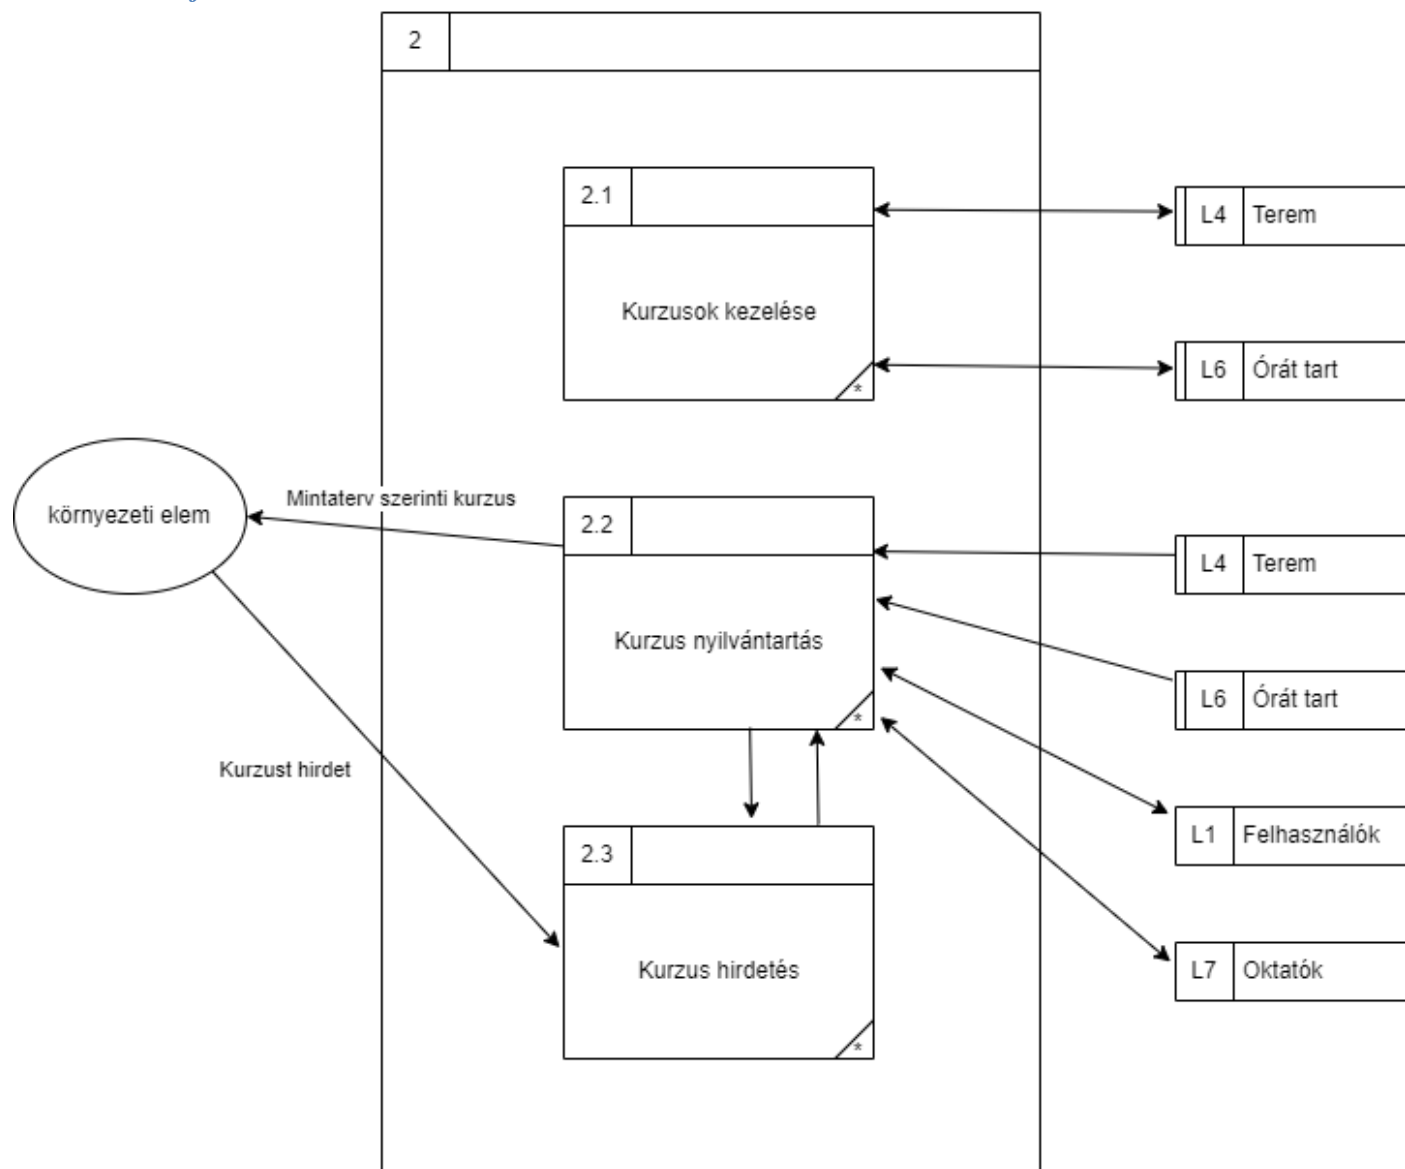 2
2.1
Kurzusok kezelése
*
L4 Terem
L6 Órát tart
környezeti elem
Mintaterv szerinti kurzus
2.2
Kurzus nyilvántartás
*
L4 Terem
L6 Órát tart
Kurzust hirdet
L1 Felhasználók
2.3
Kurzus hirdetés
*
L7 Oktatók